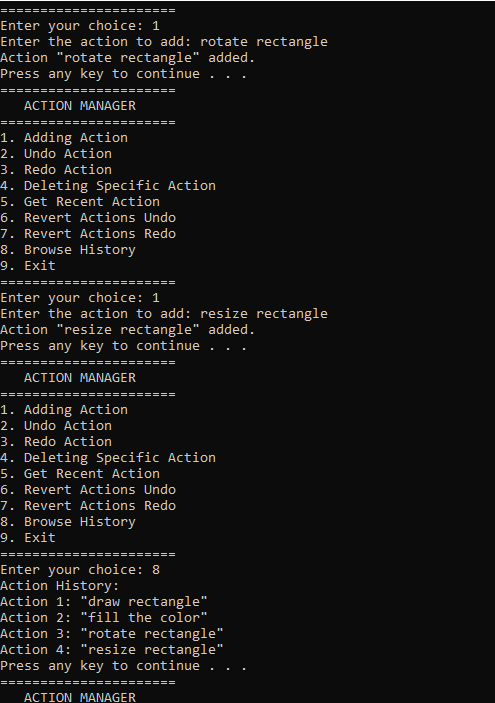 ======================
Enter your choice: 1
Enter the action to add: rotate rectangle
Action "rotate rectangle" added.
Press any key to continue . . .
======================
   ACTION MANAGER
======================
1. Adding Action
2. Undo Action
3. Redo Action
4. Deleting Specific Action
5. Get Recent Action
6. Revert Actions Undo
7. Revert Actions Redo
8. Browse History
9. Exit
======================
Enter your choice: 1
Enter the action to add: resize rectangle
Action "resize rectangle" added.
Press any key to continue . . .
======================
   ACTION MANAGER
======================
1. Adding Action
2. Undo Action
3. Redo Action
4. Deleting Specific Action
5. Get Recent Action
6. Revert Actions Undo
7. Revert Actions Redo
8. Browse History
9. Exit
======================
Enter your choice: 8
Action History:
Action 1: "draw rectangle"
Action 2: "fill the color"
Action 3: "rotate rectangle"
Action 4: "resize rectangle"
Press any key to continue . . .
======================
   ACTION MANAGER